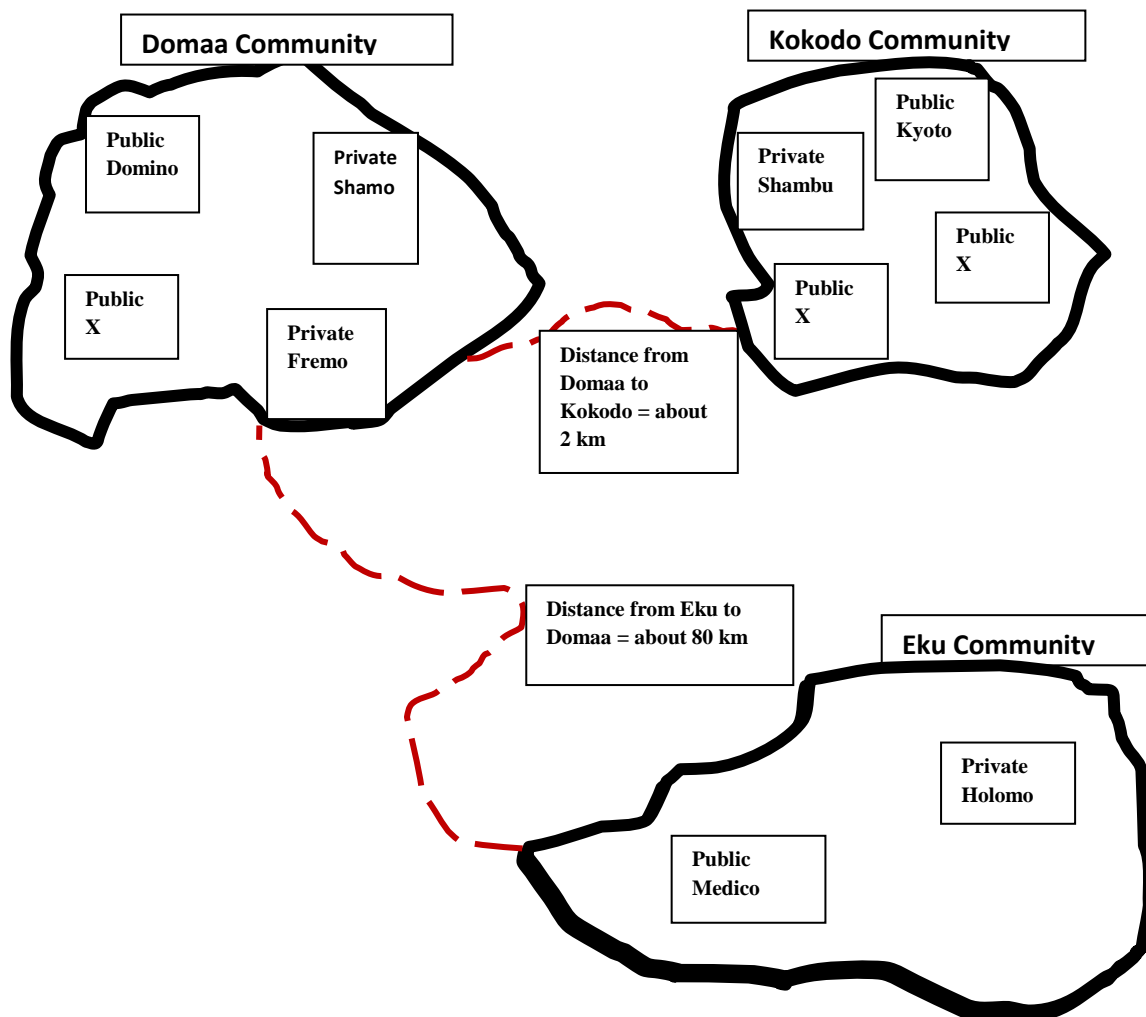 Domaa Community
Kokodo Community
Public
Domino
Private
Shamo
Public
X
Private
Fremo
Public
Kyoto
Private
Shambu
Public
X
Public
X
Distance from
Domaa to
Kokodo = about
2 km
Distance from Eku to
Domaa = about 80 km
Eku Community
Private
Holomo
Public
Medico